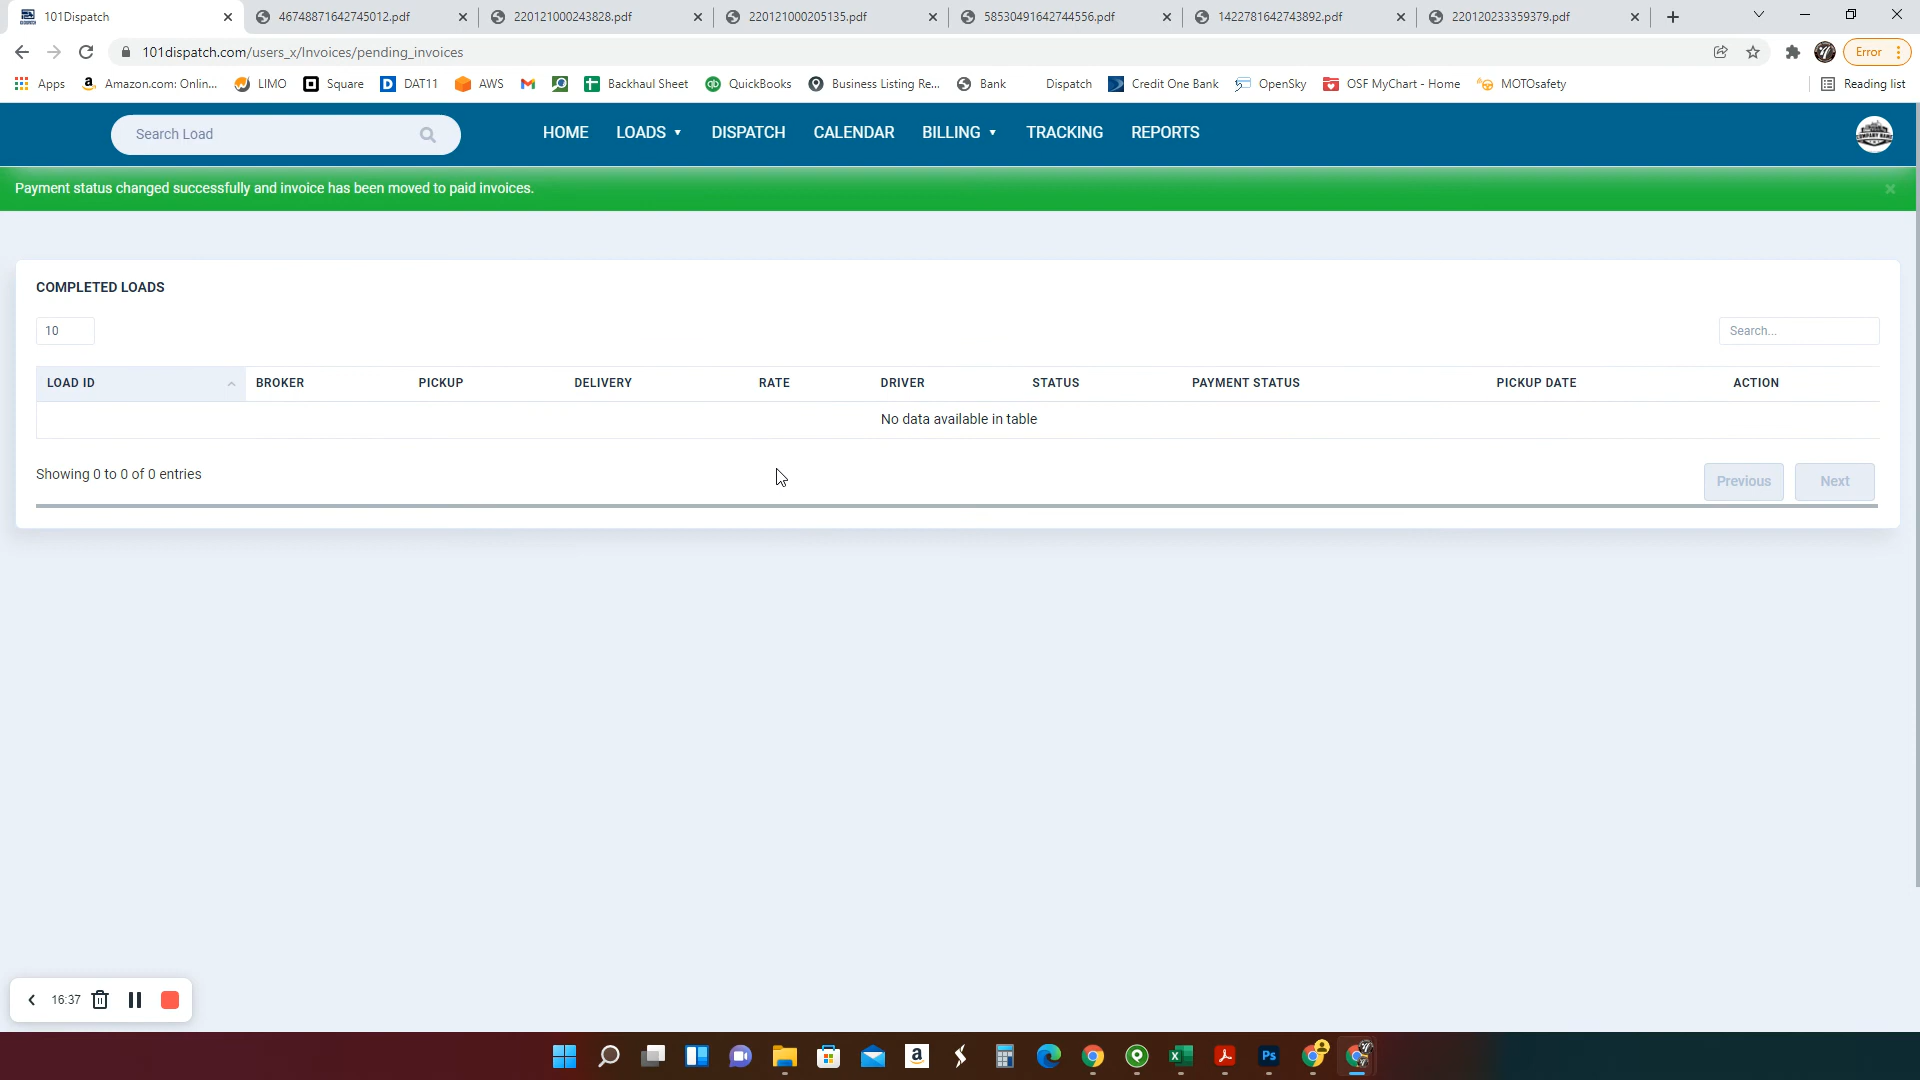 101Dispatch
46748871642745012.pdf
220121000243828.pdf
220121000205135.pdf
58530491642744556.pdf
1422781642743892.pdf
220120233359379.pdf
101dispatch.com/users_x/Invoices/pending_invoices
Error
Apps
Amazon.com: Onlin...
LIMO
Square
DAT11
AWS
Backhaul Sheet
QuickBooks
Business Listing Re...
Bank
Dispatch
Credit One Bank
OpenSky
OSF MyChart - Home
MOTOsafety
Reading list
Search Load
HOME
LOADS
DISPATCH
CALENDAR
BILLING
TRACKING
REPORTS
COMPANY NAME
Payment status changed successfully and invoice has been moved to paid invoices.
COMPLETED LOADS
10
Search...
LOAD ID
BROKER
PICKUP
DELIVERY
RATE
DRIVER
STATUS
PAYMENT STATUS
PICKUP DATE
ACTION
No data available in table
Showing 0 to 0 of 0 entries
Previous
Next
16:37